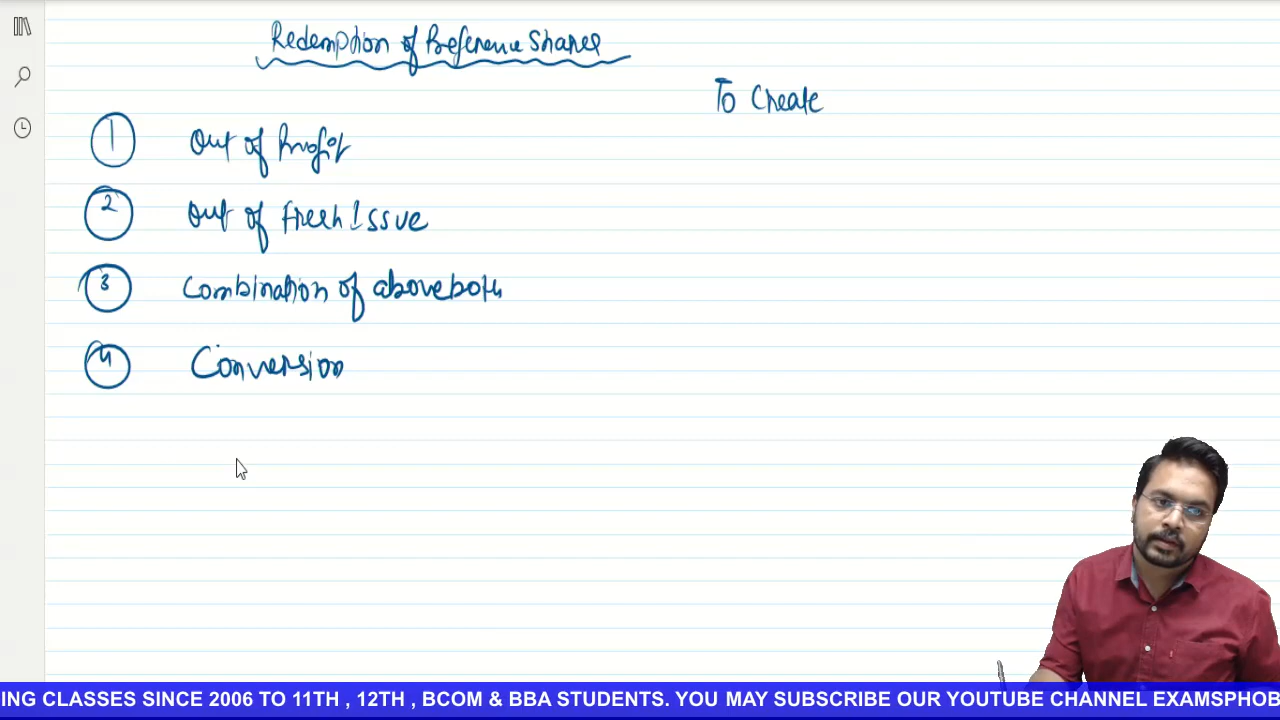 Redemption of Preference Shares
To Create
1 Out of Profit
2 Out of Fresh Issue
3 Combination of above both
4 Conversion
ING CLASSES SINCE 2006 TO 11TH , 12TH , BCOM & BBA STUDENTS. YOU MAY SUBSCRIBE OUR YOUTUBE CHANNEL EXAMSPHOB